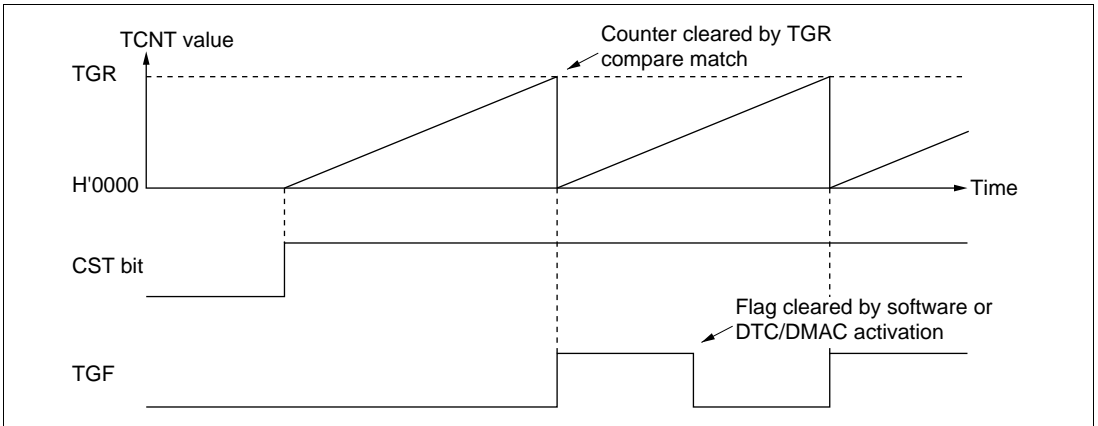 TCNT value
Counter cleared by TGR
compare match
TGR
H'0000
Time
CST bit
Flag cleared by software or
DTC/DMAC activation
TGF